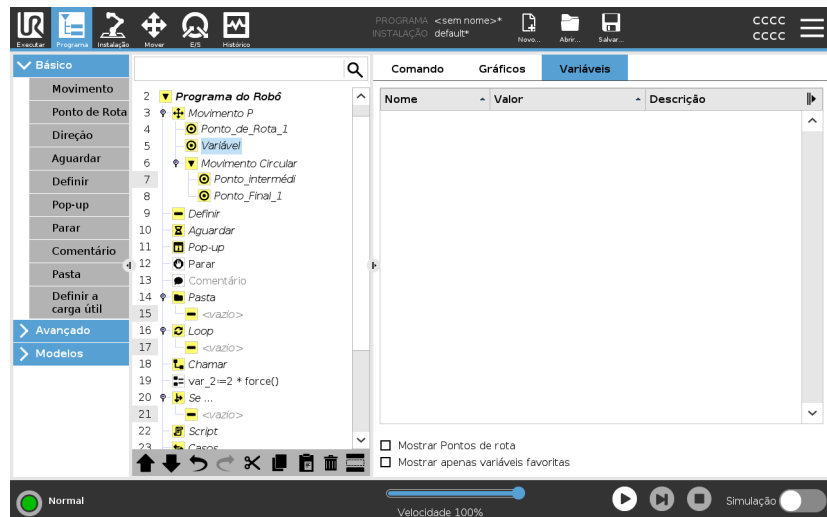 PROGRAMA <sem nome>*
INSTALAÇÃO default*
Executar Programa Instalação Mover E/S Histórico Novo... Abrir... Salvar...
cccc
cccc
Básico
Movimento
Ponto de Rota
Direção
Aguardar
Definir
Pop-up
Parar
Comentário
Pasta
Definir a
carga útil
Avançado
Modelos
2 Programa do Robô
3 Movimento P
4 Ponto_de_Rota_1
5 Variável
6 Movimento Circular
7 Ponto_intermédi
8 Ponto_Final_1
9 Definir
10 Aguardar
11 Pop-up
12 Parar
13 Comentário
14 Pasta
15 <vazio>
16 Loop
17 <vazio>
18 Chamar
19 var_2:=2 * force()
20 Se ...
21 <vazio>
22 Script
23 Casos
Comando Gráficos Variáveis
Nome Valor Descrição
Mostrar Pontos de rota
Mostrar apenas variáveis favoritas
Normal
Velocidade 100%
Simulação